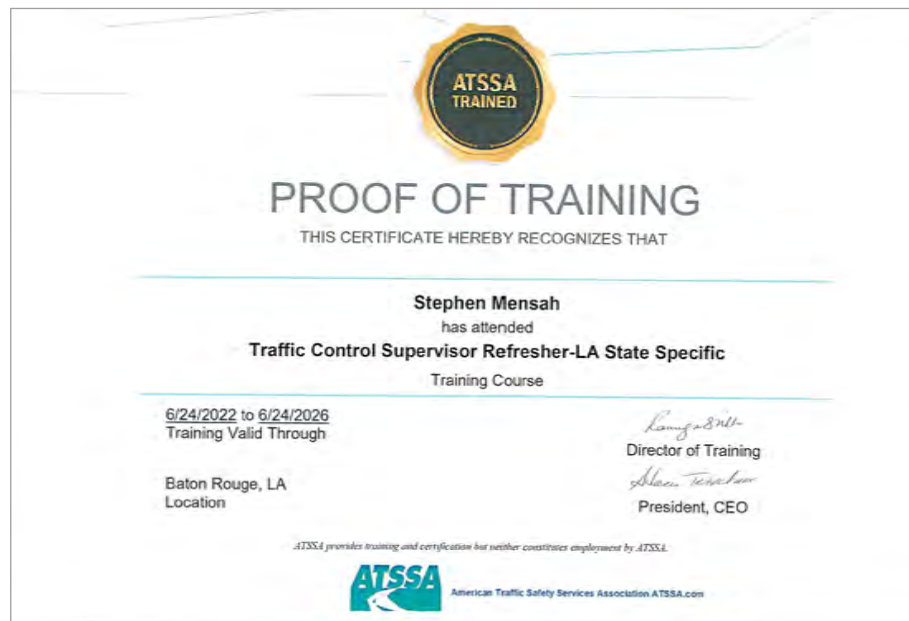 ATSSA
TRAINED
PROOF OF TRAINING
THIS CERTIFICATE HEREBY RECOGNIZES THAT
Stephen Mensah
has attended
Traffic Control Supervisor Refresher-LA State Specific
Training Course
6/24/2022 to 6/24/2026
Training Valid Through
Director of Training
Baton Rouge, LA
Location
President, CEO
ATSSA provides training and certification but neither constitutes employment by ATSSA.
ATSSA
American Traffic Safety Services Association ATSSA.com